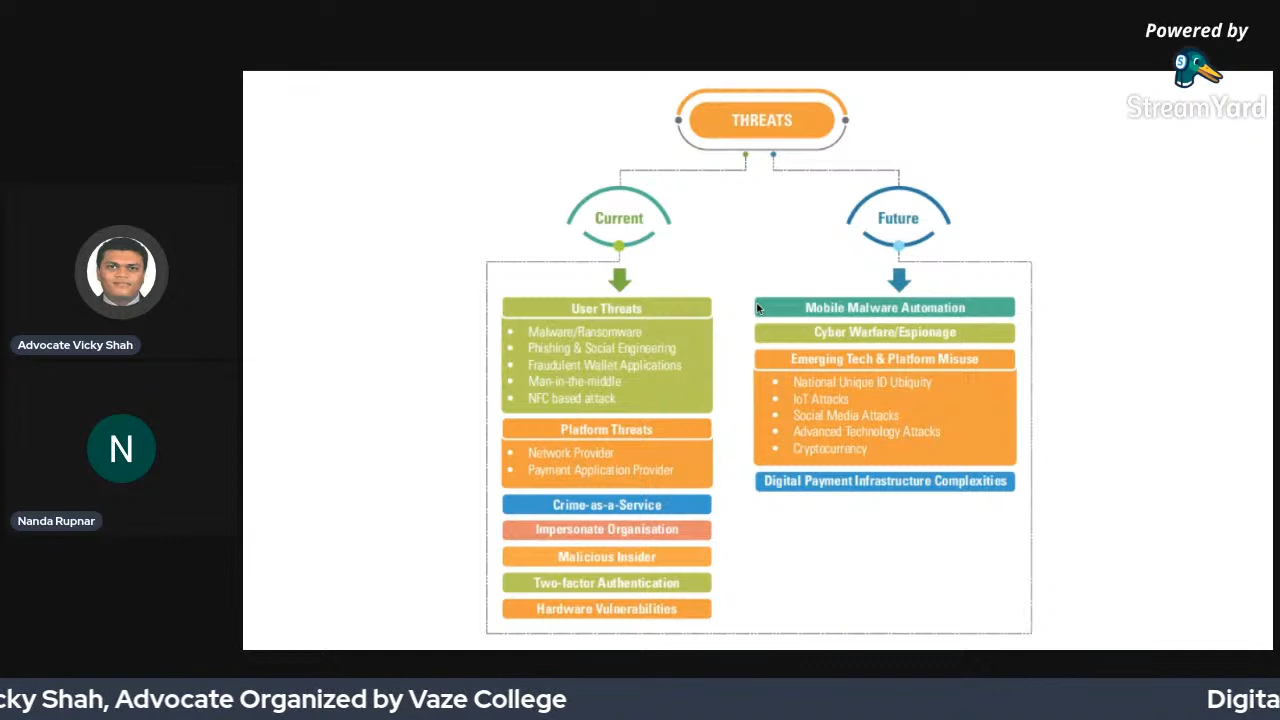 Powered by
StreamYard
THREATS
Current
Future
User Threats
• Malware/Ransomware
• Phishing & Social Engineering
• Fraudulent Wallet Applications
• Man-in-the-middle
• NFC based attack
Platform Threats
• Network Provider
• Payment Application Provider
Crime-as-a-Service
Impersonate Organisation
Malicious Insider
Two-factor Authentication
Hardware Vulnerabilities
Mobile Malware Automation
Cyber Warfare/Espionage
Emerging Tech & Platform Misuse
• National Unique ID Ubiquity
• IoT Attacks
• Social Media Attacks
• Advanced Technology Attacks
• Cryptocurrency
Digital Payment Infrastructure Complexities
Advocate Vicky Shah
N
Nanda Rupnar
cky Shah, Advocate Organized by Vaze College
Digita